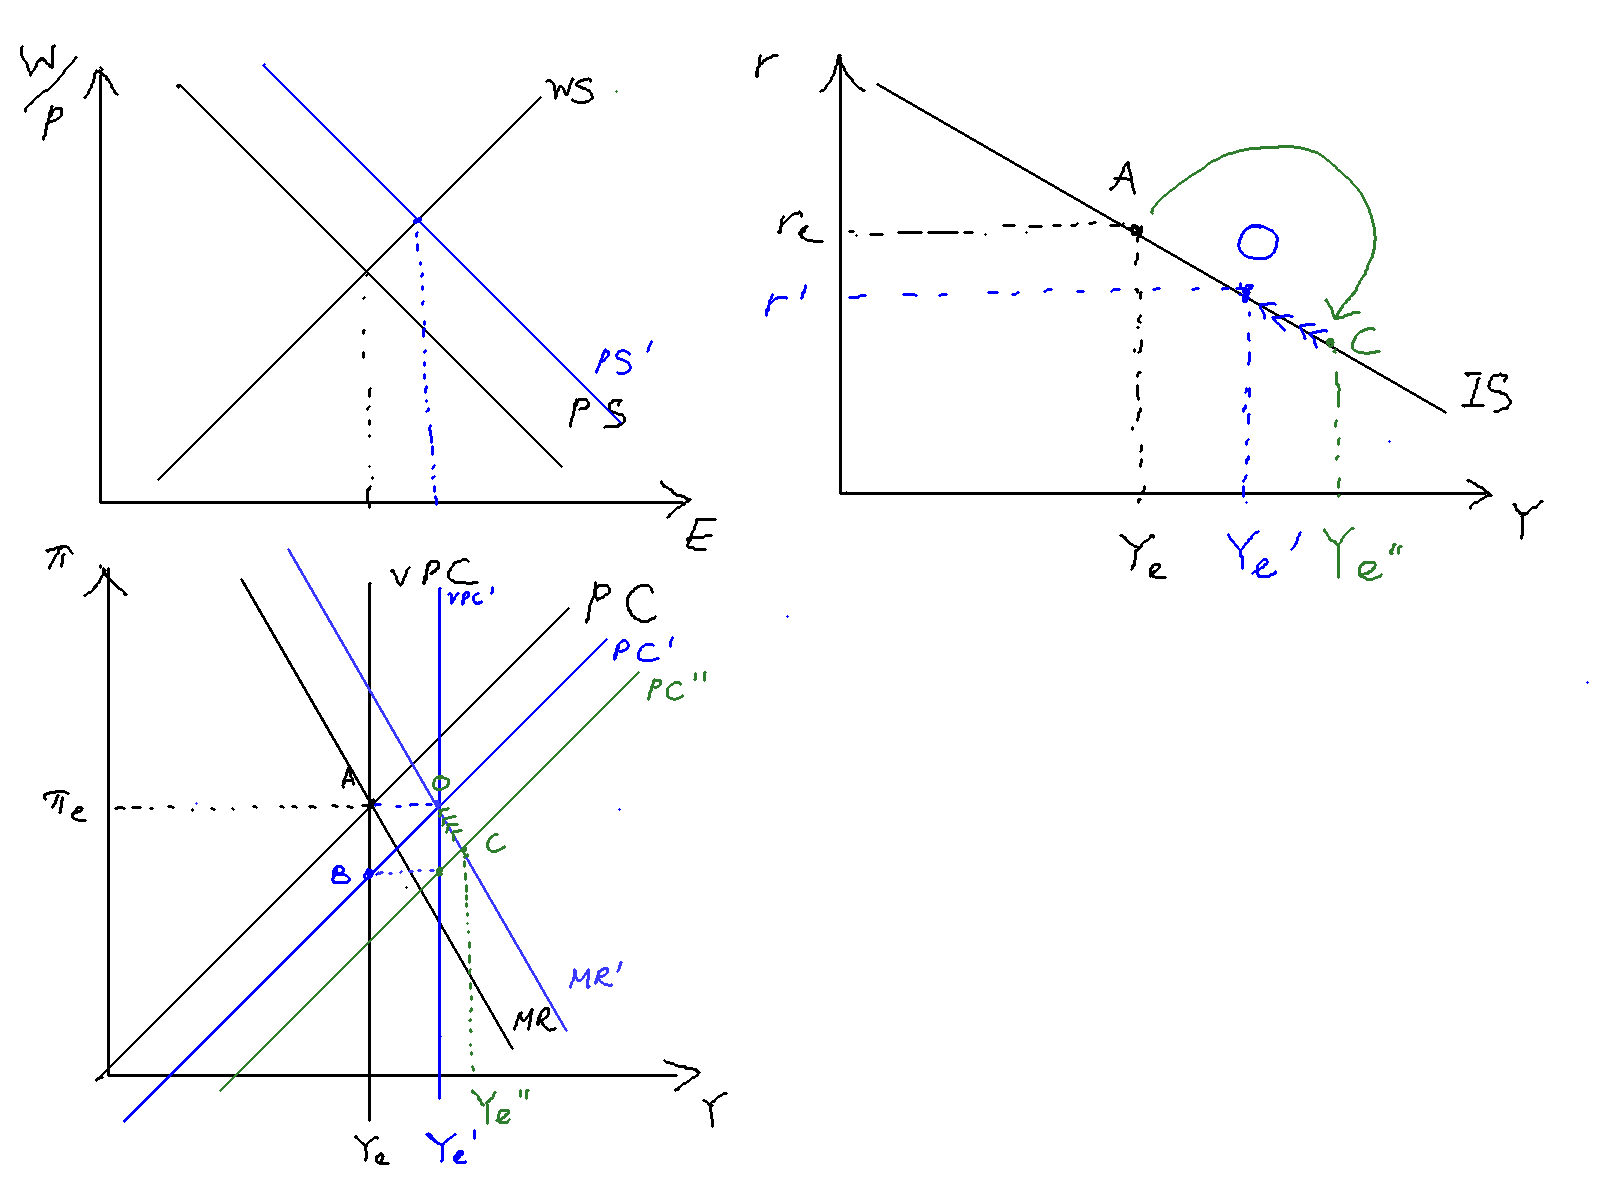 W/P
WS
PS'
PS
E
r
A
O
re
r'
C
IS
Ye
Ye'
Ye"
Y
π
VPC
VPC'
PC
PC'
PC"
A
O
πe
C
B
MR'
MR
Ye"
Y
Ye
Ye'